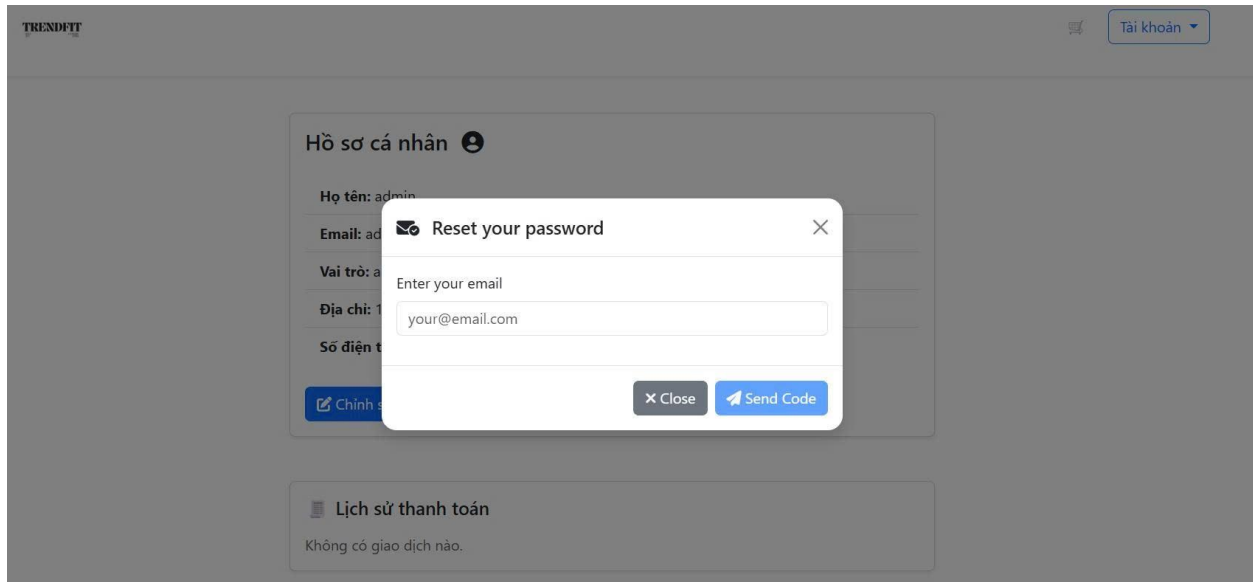 TRENDFIT
Tài khoản
Hồ sơ cá nhân
Họ tên: admin
Email:
Vai trò:
Địa chỉ: 1
Số điện
Chỉnh
Reset your password
Enter your email
your@email.com
Close
Send Code
Lịch sử thanh toán
Không có giao dịch nào.